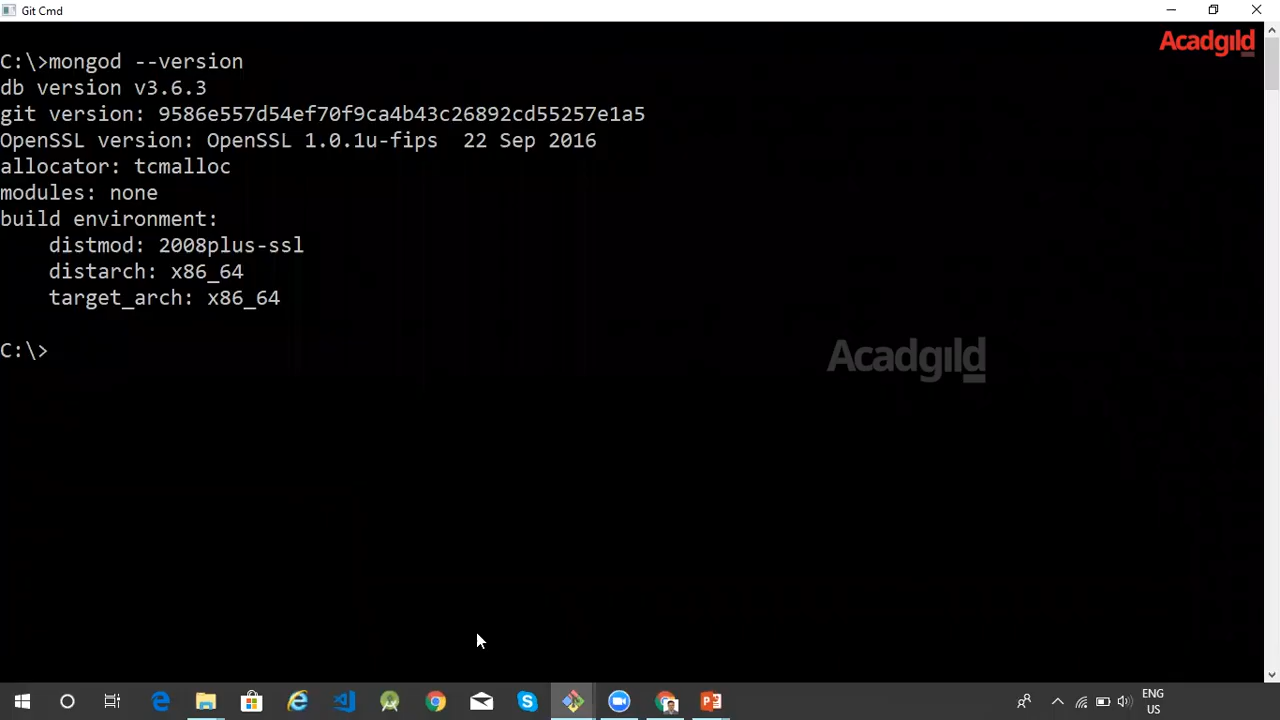 Git Cmd
Acadgild
C:\>mongod --version
db version v3.6.3
git version: 9586e557d54ef70f9ca4b43c26892cd55257e1a5
OpenSSL version: OpenSSL 1.0.1u-fips  22 Sep 2016
allocator: tcmalloc
modules: none
build environment:
    distmod: 2008plus-ssl
    distarch: x86_64
    target_arch: x86_64
C:\>
Acadgild
ENG
US